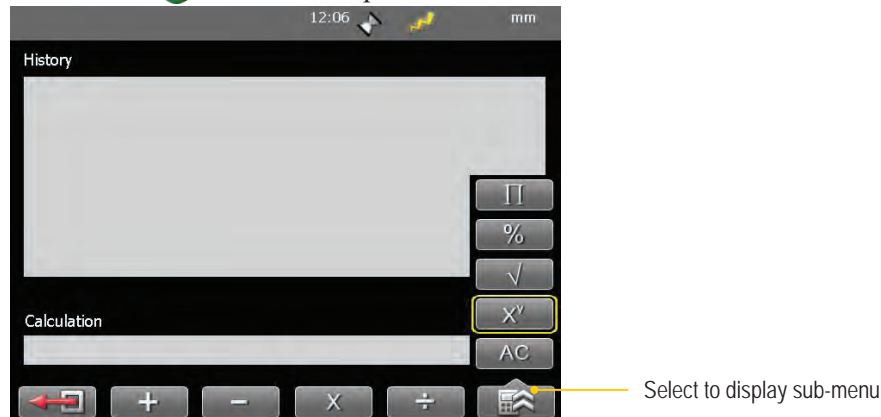 12:06 mm
History
∏
%
√
Xʸ
Calculation
AC
+ − X ÷
Select to display sub-menu